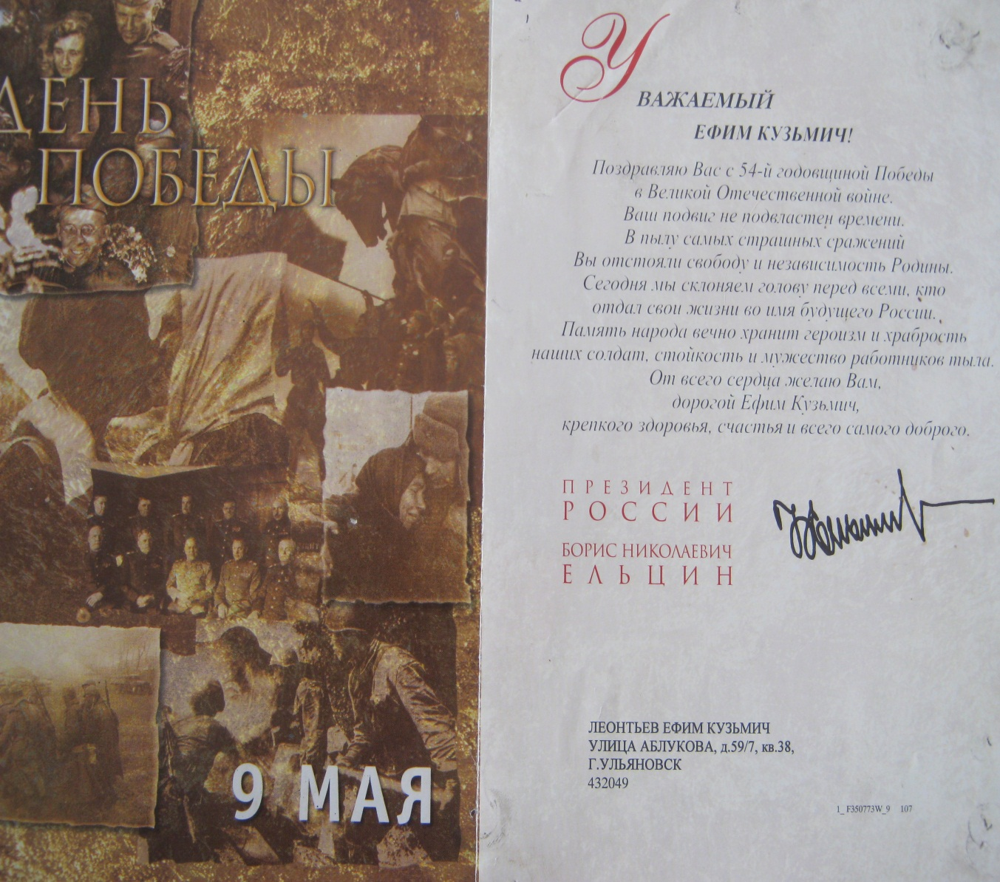 ДЕНЬ
ПОБЕДЫ
9 МАЯ
УВАЖАЕМЫЙ
ЕФИМ КУЗЬМИЧ!
Поздравляю Вас с 54-й годовщиной Победы
в Великой Отечественной войне.
Ваш подвиг не подвластен времени.
В пылу самых страшных сражений
Вы отстояли свободу и независимость Родины.
Сегодня мы склоняем голову перед всеми, кто
отдал свои жизни во имя будущего России.
Память народа вечно хранит героизм и храбрость
наших солдат, стойкость и мужество работников тыла.
От всего сердца желаю Вам,
дорогой Ефим Кузьмич,
крепкого здоровья, счастья и всего самого доброго.
ПРЕЗИДЕНТ
РОССИИ
БОРИС НИКОЛАЕВИЧ
ЕЛЬЦИН
ЛЕОНТЬЕВ ЕФИМ КУЗЬМИЧ
УЛИЦА АБЛУКОВА, д.59/7, кв.38,
Г.УЛЬЯНОВСК
432049
1_ F350773W_9 107